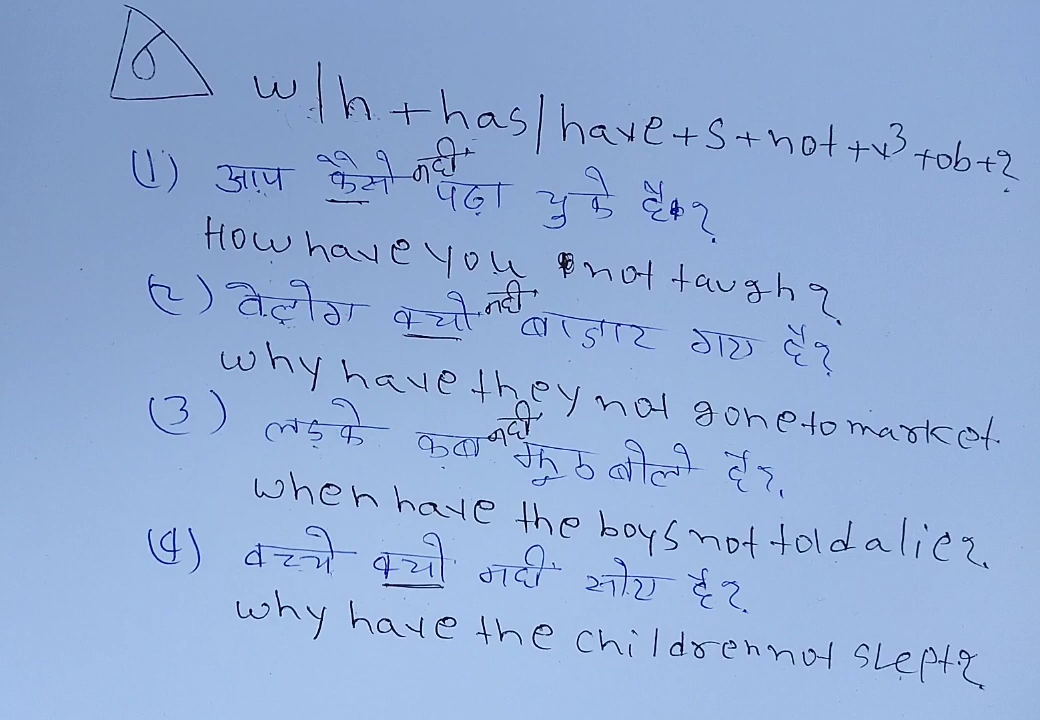 6
w/h + has/have + S + not + v³ + ob + ?
(1) आप कैसे नहीं पढ़ा चुके हैं?
How have you not taugh?
(2) वेलोग क्यो नहीं बाजार गए हैं?
why have they not gone to market.
(3) लड़के कब नहीं झूठ बोले हैं?
when have the boys not told a lie?
(4) बच्चे क्यो नहीं सोए हैं?
why have the children not slept?